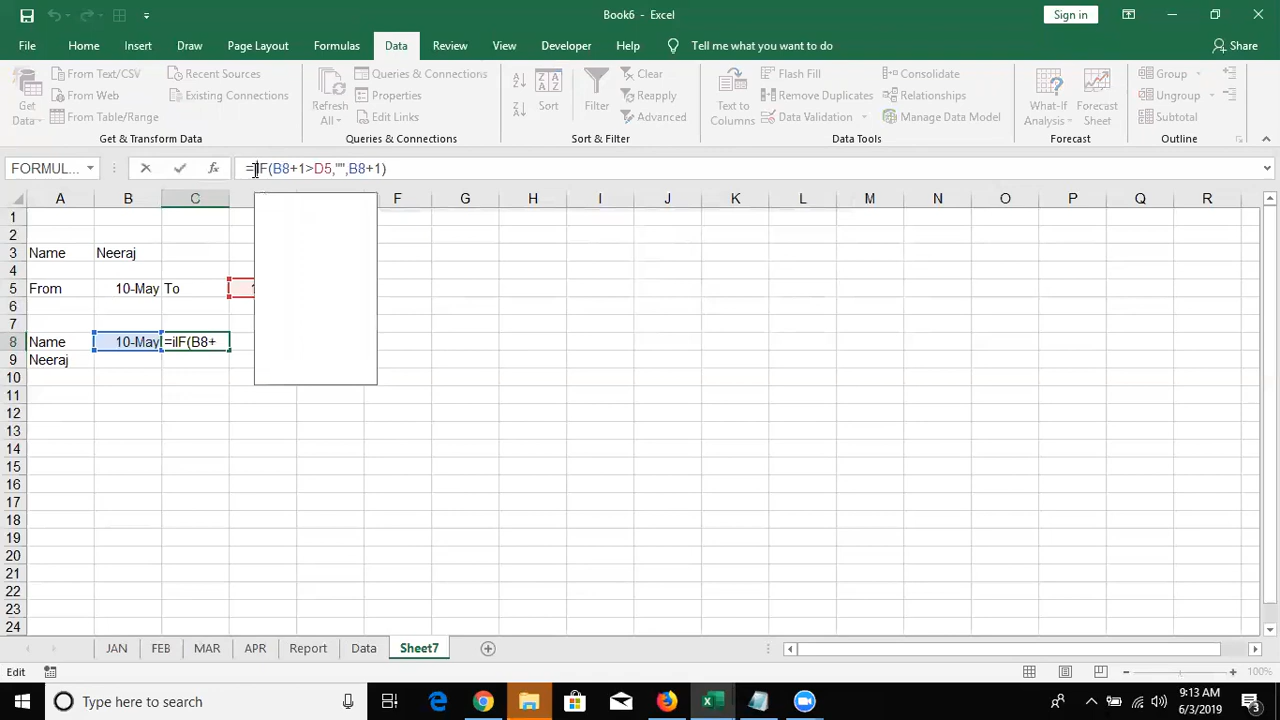 Book6 - Excel
Sign in
File Home Insert Draw Page Layout Formulas Data Review View Developer Help Tell me what you want to do Share
Get Data
From Text/CSV
From Web
From Table/Range
Recent Sources
Existing Connections
Get & Transform Data
Refresh All
Queries & Connections
Properties
Edit Links
Queries & Connections
Sort
Filter
Clear
Reapply
Advanced
Sort & Filter
Text to Columns
Flash Fill
Remove Duplicates
Data Validation
Consolidate
Relationships
Manage Data Model
Data Tools
What-If Analysis
Forecast Sheet
Forecast
Group
Ungroup
Subtotal
Outline
FORMUL... fx =iIF(B8+1>D5,"",B8+1)
A B C F G H I J K L M N O P Q R
1
2
3 Name Neeraj
4
5 From 10-May To
6
7
8 Name 10-May =iIF(B8+
9 Neeraj
10
11
12
13
14
15
16
17
18
19
20
21
22
23
24
JAN FEB MAR APR Report Data Sheet7
Edit 100%
Type here to search
9:13 AM
6/3/2019
3